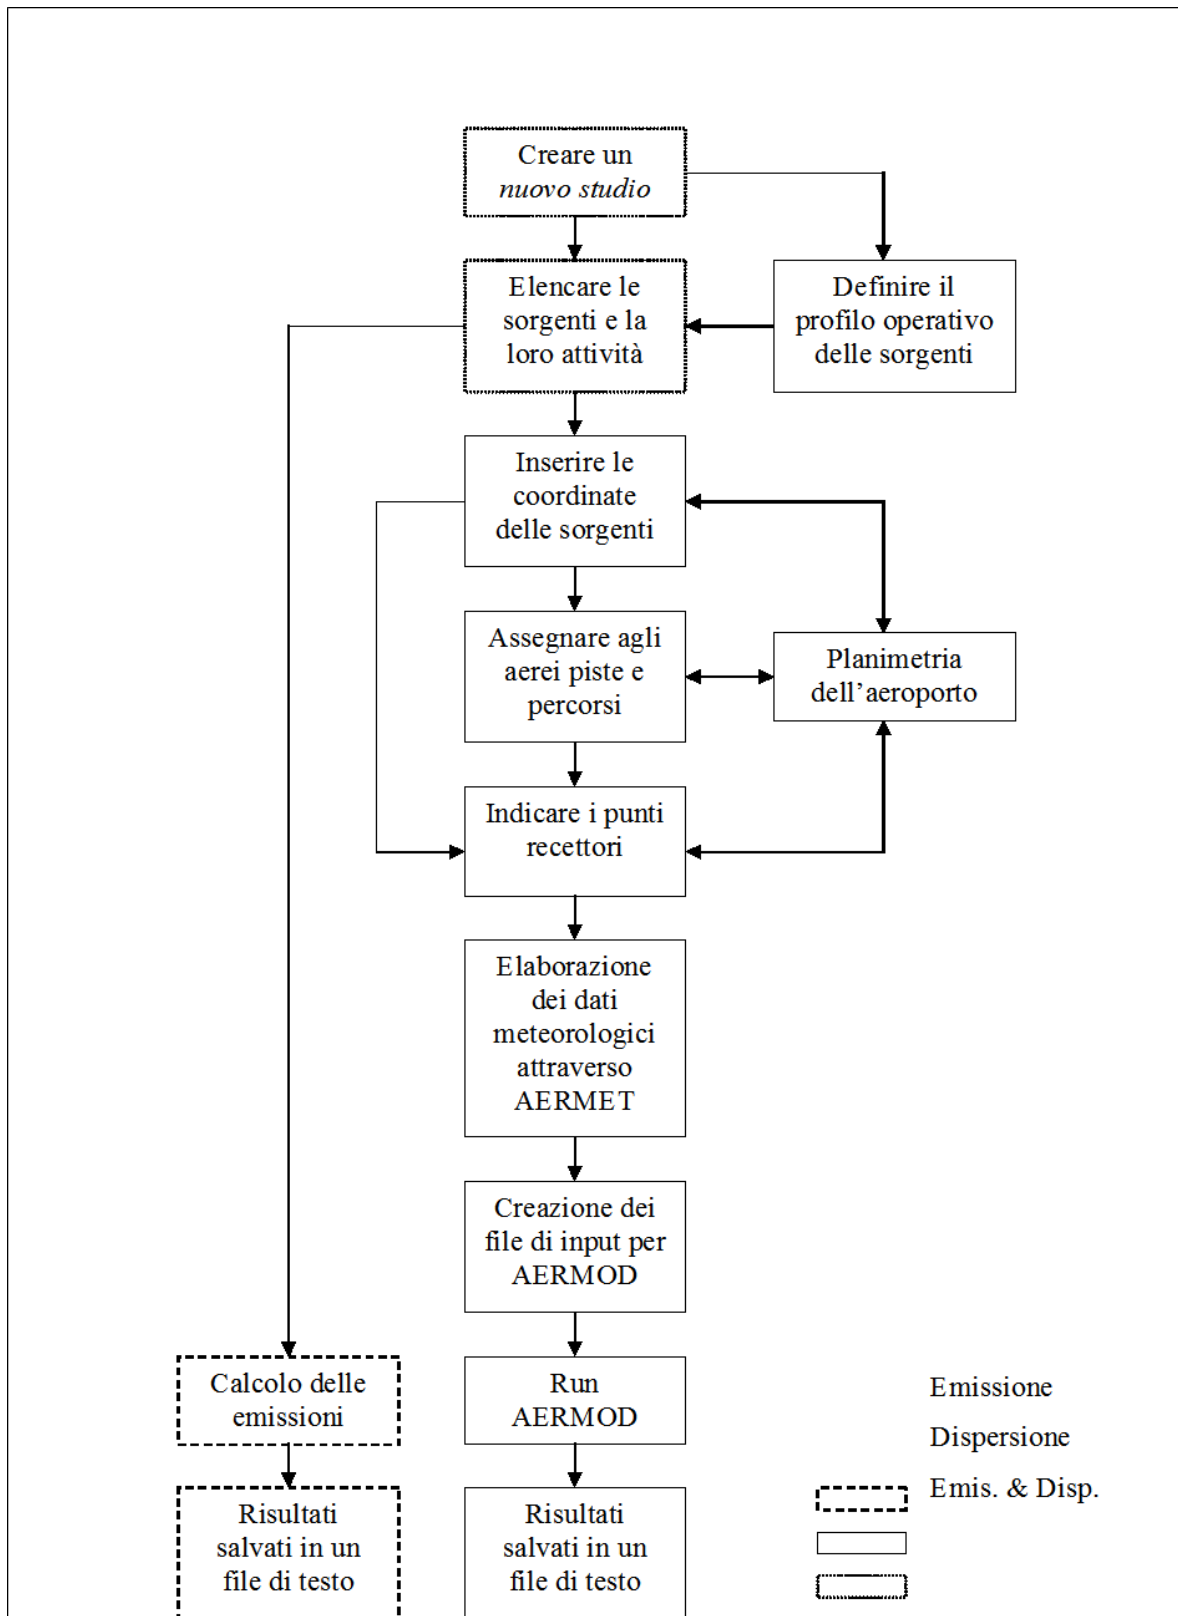 Creare un
nuovo studio
Elencare le
sorgenti e la
loro attività
Definire il
profilo operativo
delle sorgenti
Inserire le
coordinate
delle sorgenti
Assegnare agli
aerei piste e
percorsi
Planimetria
dell’aeroporto
Indicare i punti
recettori
Elaborazione
dei dati
meteorologici
attraverso
AERMET
Creazione dei
file di input per
AERMOD
Calcolo delle
emissioni
Run
AERMOD
Risultati
salvati in un
file di testo
Risultati
salvati in un
file di testo
Emissione
Dispersione
Emis. & Disp.